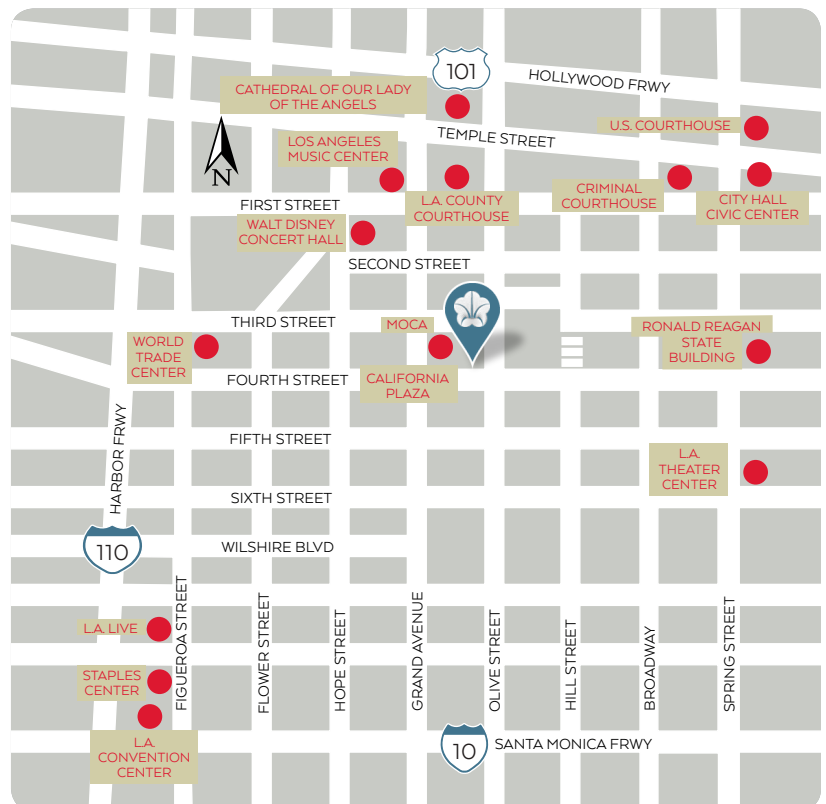 101
HOLLYWOOD FRWY
CATHEDRAL OF OUR LADY
OF THE ANGELS
U.S. COURTHOUSE
TEMPLE STREET
LOS ANGELES
MUSIC CENTER
N
FIRST STREET
L.A. COUNTY
COURTHOUSE
CRIMINAL
COURTHOUSE
CITY HALL
CIVIC CENTER
WALT DISNEY
CONCERT HALL
SECOND STREET
THIRD STREET
MOCA
RONALD REAGAN
STATE
BUILDING
WORLD
TRADE
CENTER
FOURTH STREET
CALIFORNIA
PLAZA
HARBOR FRWY
FIFTH STREET
L.A.
THEATER
CENTER
SIXTH STREET
110
WILSHIRE BLVD
FIGUEROA STREET
FLOWER STREET
HOPE STREET
GRAND AVENUE
OLIVE STREET
HILL STREET
BROADWAY
SPRING STREET
L.A. LIVE
STAPLES
CENTER
L.A.
CONVENTION
CENTER
10
SANTA MONICA FRWY